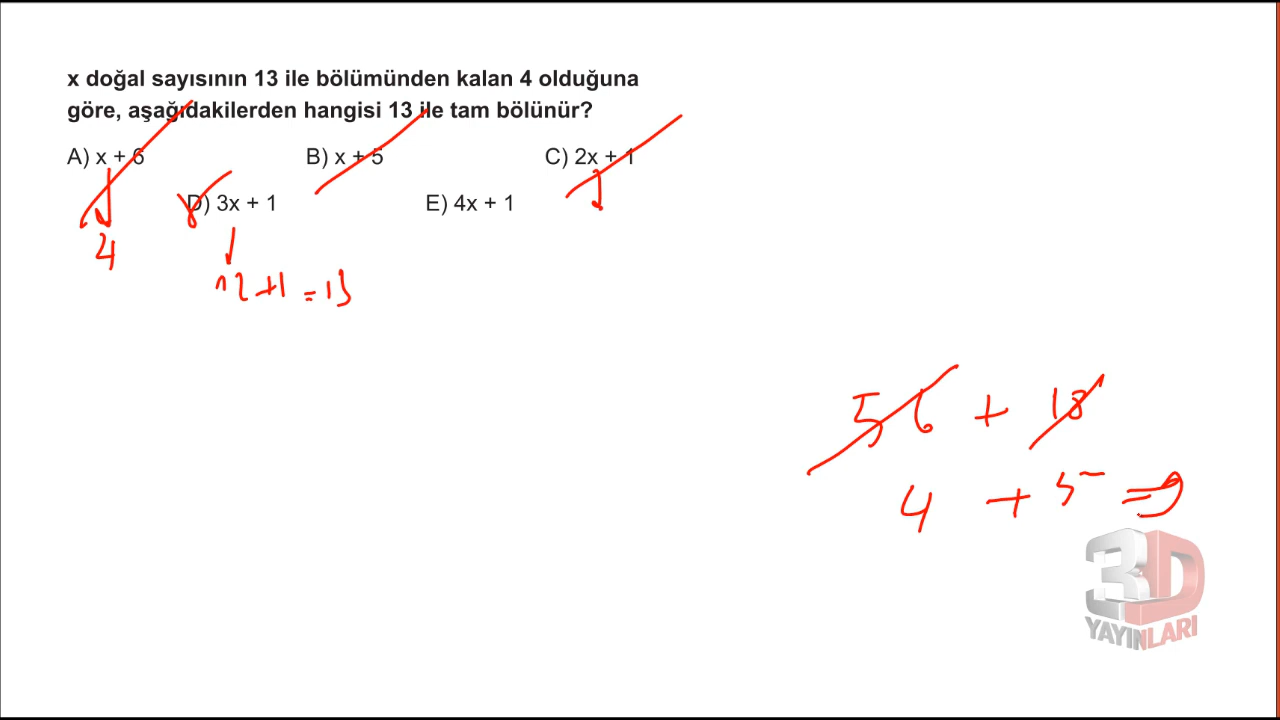 x doğal sayısının 13 ile bölümünden kalan 4 olduğuna
göre, aşağıdakilerden hangisi 13 ile tam bölünür?
A) x + 6 B) x + 5 C) 2x + 1
D) 3x + 1 E) 4x + 1
4
12 +1 = 13
56 + 18
4 + 5 = 9
3D
YAYINLARI